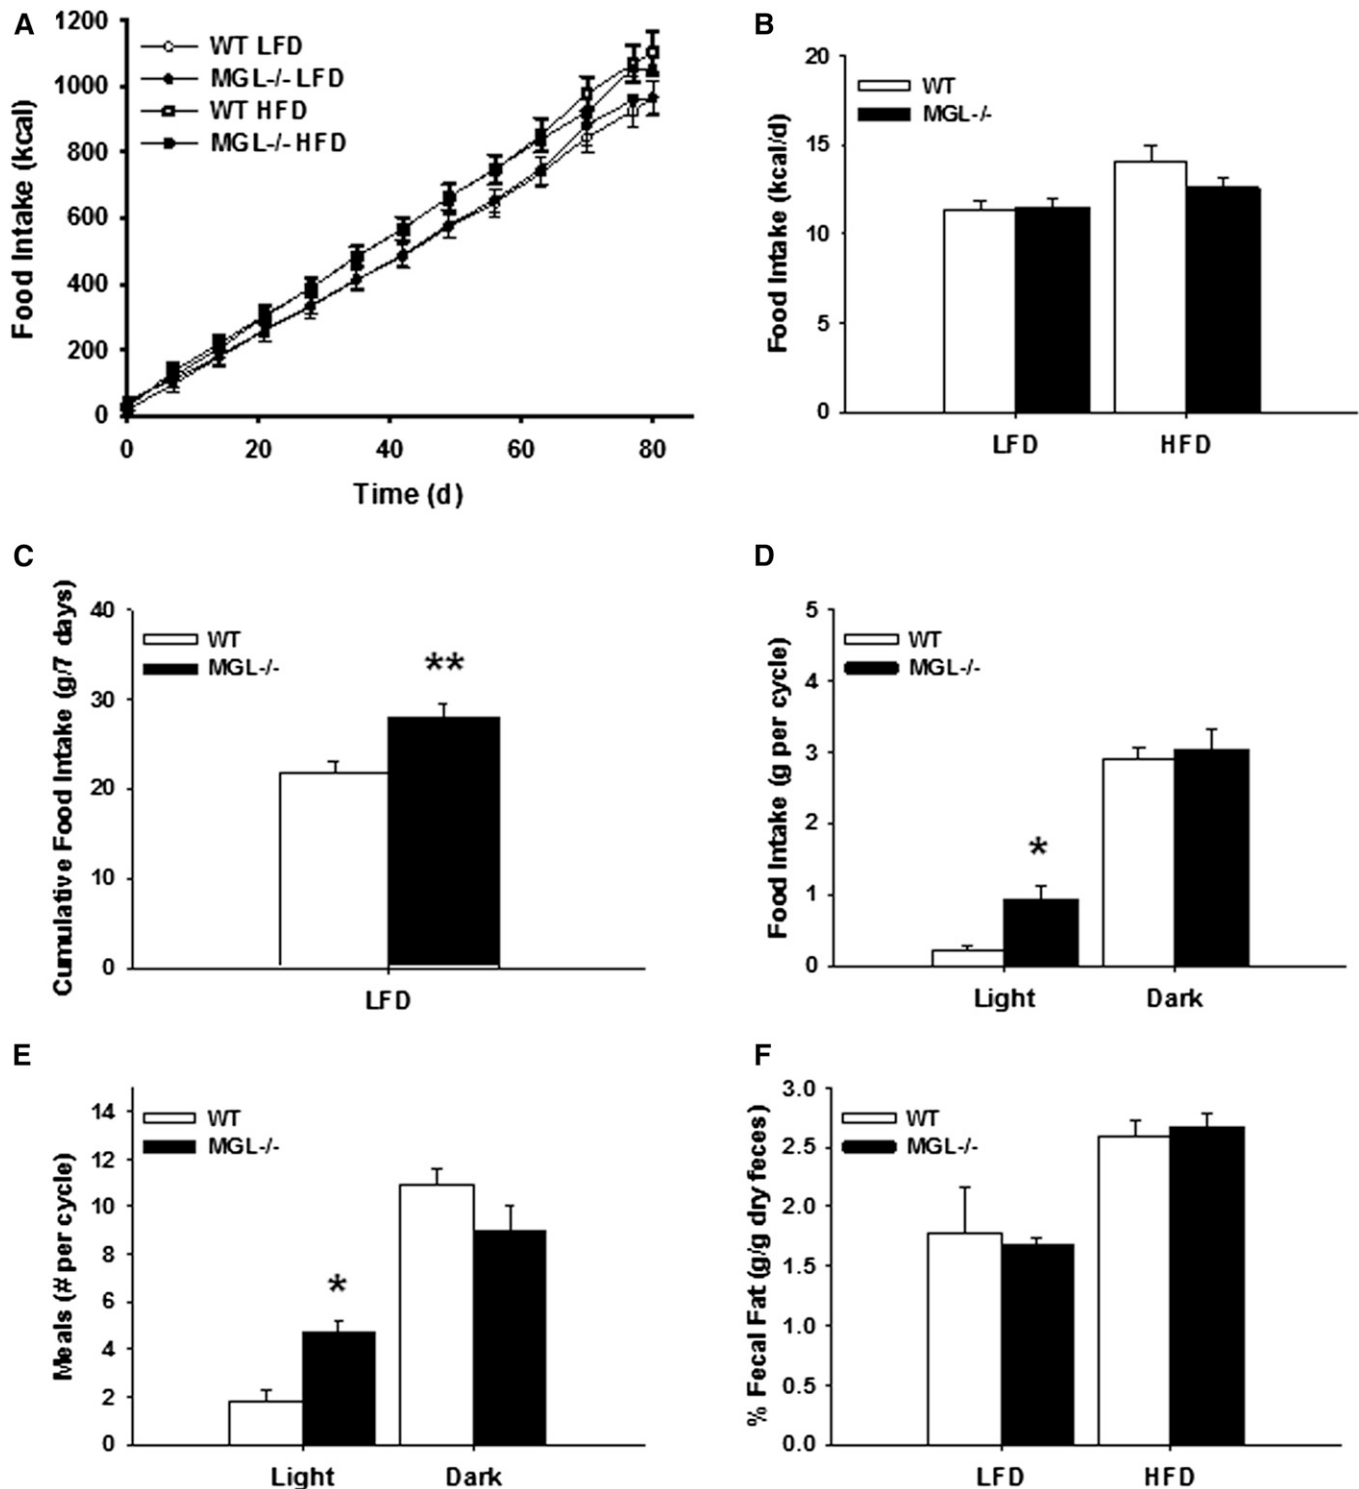 A
Food Intake (kcal)
1200
1000
800
600
400
200
0
WT LFD
MGL-/- LFD
WT HFD
MGL-/- HFD
0 20 40 60 80
Time (d)
B
Food Intake (kcal/d)
20
15
10
5
0
WT
MGL-/-
LFD HFD
C
Cumulative Food Intake (g/7 days)
40
30
20
10
0
WT
MGL-/-
**
LFD
D
Food Intake (g per cycle)
5
4
3
2
1
0
WT
MGL-/-
*
Light Dark
E
Meals (# per cycle)
14
12
10
8
6
4
2
0
WT
MGL-/-
*
Light Dark
F
% Fecal Fat (g/g dry feces)
3.0
2.5
2.0
1.5
1.0
0.5
0.0
WT
MGL-/-
LFD HFD